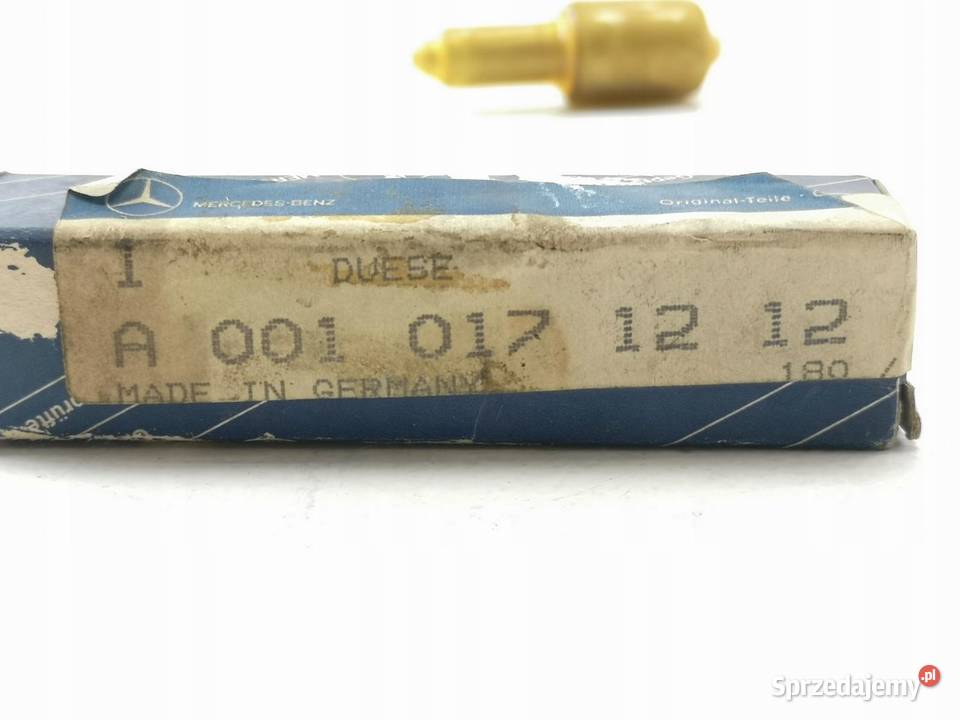 MERCEDES-BENZ Original-Teile
1 DUESE
A 001 017 12 12
MADE IN GERMANY 180 /
Sprzedajemy.pl